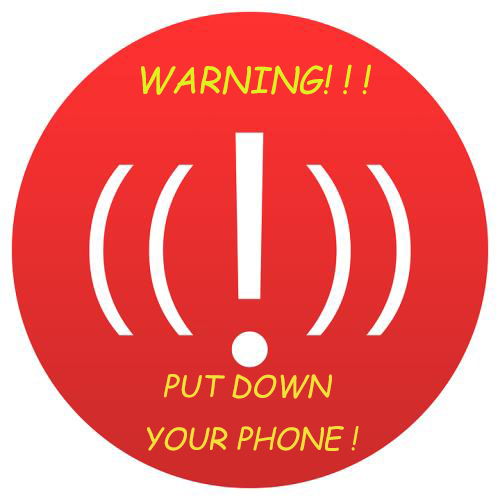 WARNING! ! !
((!))
PUT DOWN
YOUR PHONE !